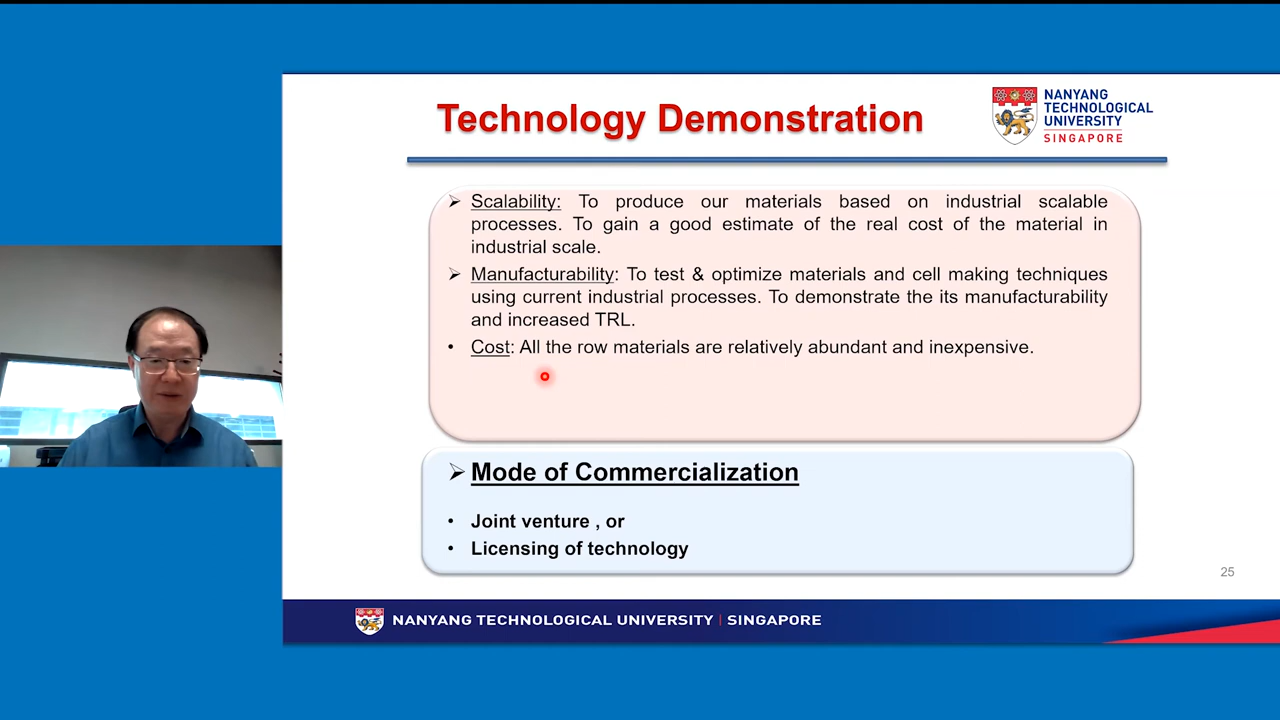 Technology Demonstration
NANYANG
TECHNOLOGICAL
UNIVERSITY
SINGAPORE
➢ Scalability: To produce our materials based on industrial scalable
processes. To gain a good estimate of the real cost of the material in
industrial scale.
➢ Manufacturability: To test & optimize materials and cell making techniques
using current industrial processes. To demonstrate the its manufacturability
and increased TRL.
• Cost: All the row materials are relatively abundant and inexpensive.
➢ Mode of Commercialization
• Joint venture , or
• Licensing of technology
25
NANYANG TECHNOLOGICAL UNIVERSITY | SINGAPORE